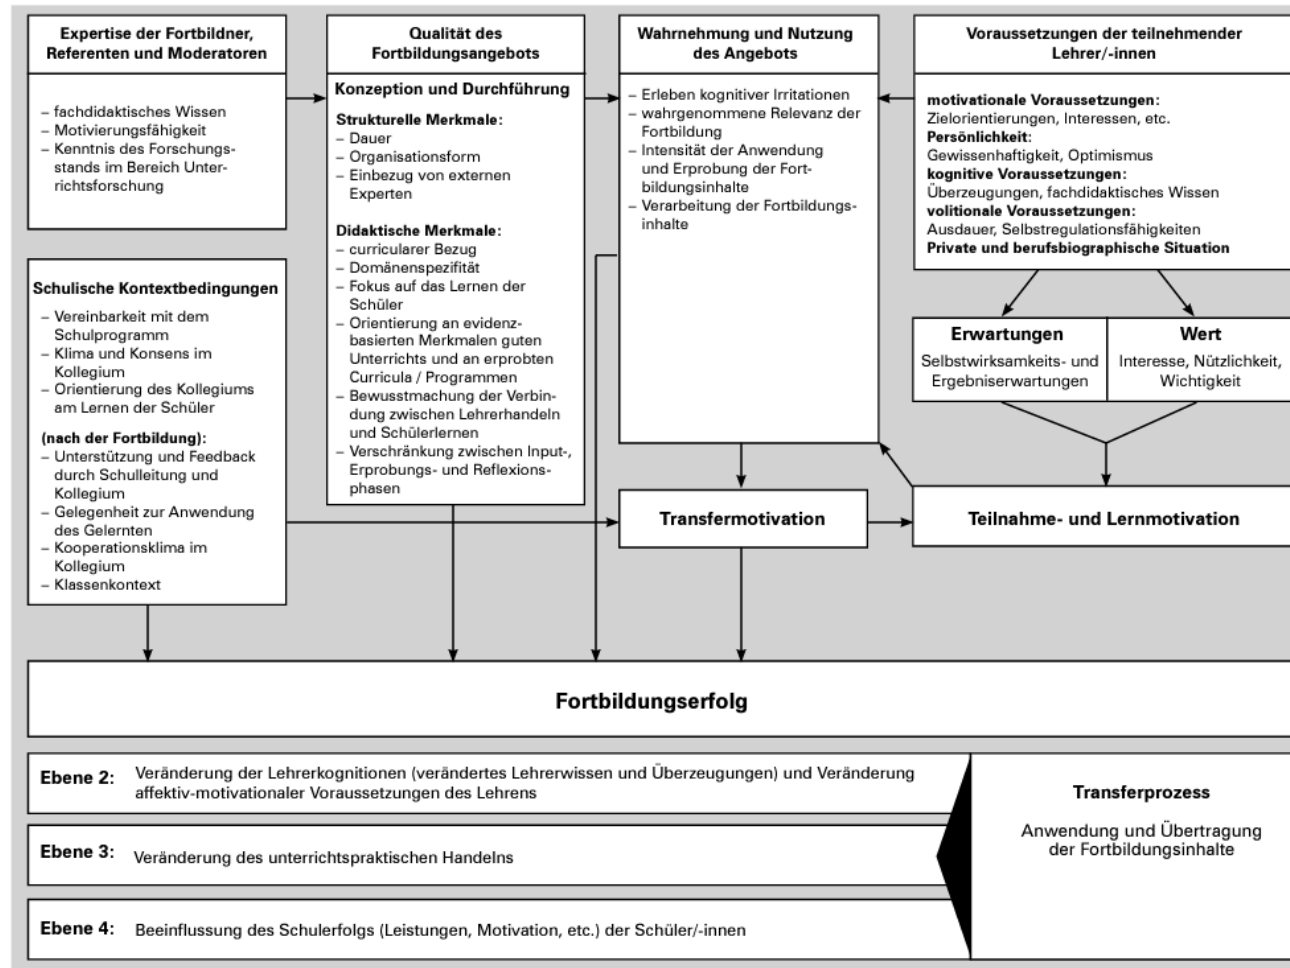 Expertise der Fortbildner,
Referenten und Moderatoren
– fachdidaktisches Wissen
– Motivierungsfähigkeit
– Kenntnis des Forschungs-
stands im Bereich Unter-
richtsforschung
Schulische Kontextbedingungen
– Vereinbarkeit mit dem
Schulprogramm
– Klima und Konsens im
Kollegium
– Orientierung des Kollegiums
am Lernen der Schüler
(nach der Fortbildung):
– Unterstützung und Feedback
durch Schulleitung und
Kollegium
– Gelegenheit zur Anwendung
des Gelernten
– Kooperationsklima im
Kollegium
– Klassenkontext
Qualität des
Fortbildungsangebots
Konzeption und Durchführung
Strukturelle Merkmale:
– Dauer
– Organisationsform
– Einbezug von externen
Experten
Didaktische Merkmale:
– curricularer Bezug
– Domänenspezifität
– Fokus auf das Lernen der
Schüler
– Orientierung an evidenz-
basierten Merkmalen guten
Unterrichts und an erprobten
Curricula / Programmen
– Bewusstmachung der Verbin-
dung zwischen Lehrerhandeln
und Schülerlernen
– Verschränkung zwischen Input-,
Erprobungs- und Reflexions-
phasen
Wahrnehmung und Nutzung
des Angebots
– Erleben kognitiver Irritationen
– wahrgenommene Relevanz der
Fortbildung
– Intensität der Anwendung
und Erprobung der Fort-
bildungsinhalte
– Verarbeitung der Fortbildungs-
inhalte
Voraussetzungen der teilnehmender
Lehrer/-innen
motivationale Voraussetzungen:
Zielorientierungen, Interessen, etc.
Persönlichkeit:
Gewissenhaftigkeit, Optimismus
kognitive Voraussetzungen:
Überzeugungen, fachdidaktisches Wissen
volitionale Voraussetzungen:
Ausdauer, Selbstregulationsfähigkeiten
Private und berufsbiographische Situation
Erwartungen
Selbstwirksamkeits- und
Ergebniserwartungen
Wert
Interesse, Nützlichkeit,
Wichtigkeit
Transfermotivation
Teilnahme- und Lernmotivation
Fortbildungserfolg
Ebene 2: Veränderung der Lehrerkognitionen (verändertes Lehrerwissen und Überzeugungen) und Veränderung
affektiv-motivationaler Voraussetzungen des Lehrens
Ebene 3: Veränderung des unterrichtspraktischen Handelns
Ebene 4: Beeinflussung des Schulerfolgs (Leistungen, Motivation, etc.) der Schüler/-innen
Transferprozess
Anwendung und Übertragung
der Fortbildungsinhalte